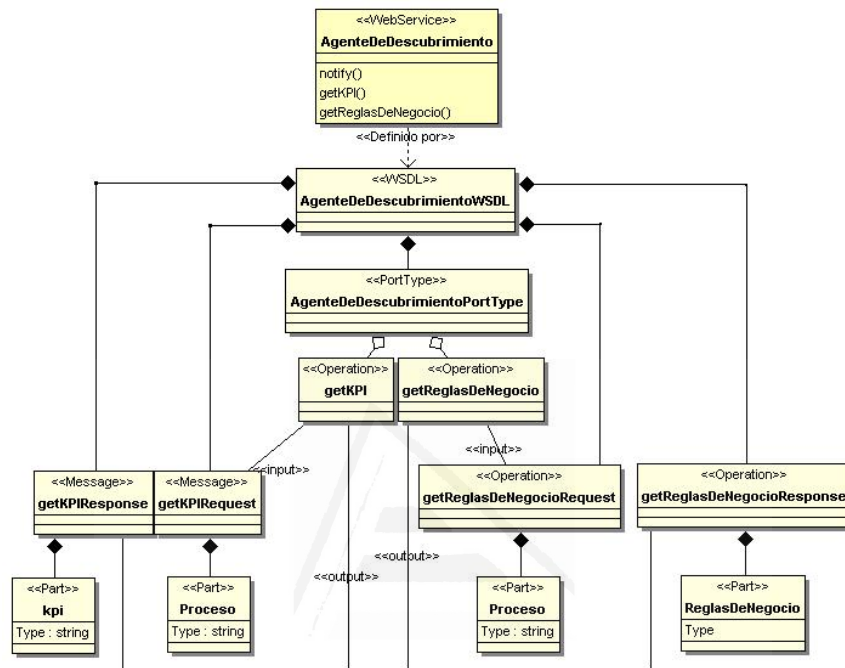 <<WebService>>
AgenteDeDescubrimiento
notify()
getKPI()
getReglasDeNegocio()
<<Definido por>>
<<WSDL>>
AgenteDeDescubrimientoWSDL
<<PortType>>
AgenteDeDescubrimientoPortType
<<Operation>>
getKPI
<<Operation>>
getReglasDeNegocio
<<input>>
<<input>>
<<Message>>
getKPIResponse
<<Message>>
getKPIRequest
<<Operation>>
getReglasDeNegocioRequest
<<Operation>>
getReglasDeNegocioResponse
<<output>>
<<output>>
<<Part>>
kpi
Type : string
<<Part>>
Proceso
Type : string
<<Part>>
Proceso
Type : string
<<Part>>
ReglasDeNegocio
Type